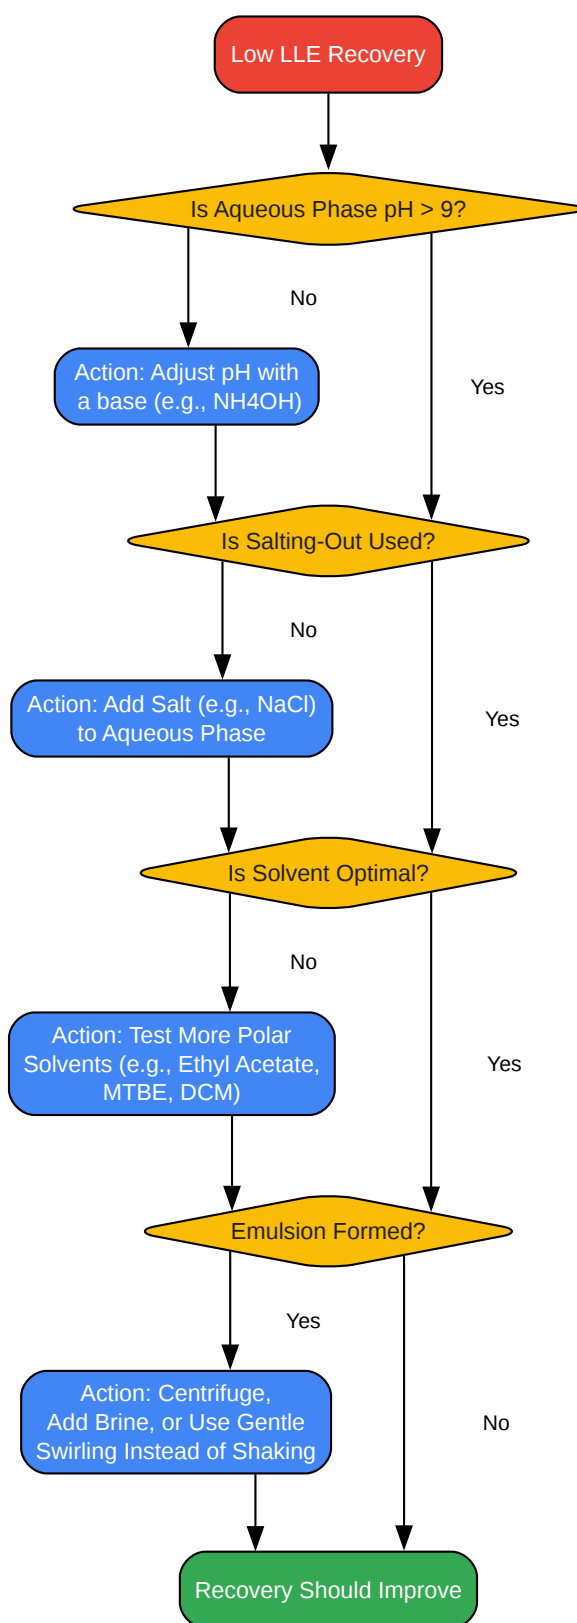 Low LLE Recovery
Is Aqueous Phase pH > 9?
No
Action: Adjust pH with
a base (e.g., NH4OH)
Yes
Is Salting-Out Used?
No
Action: Add Salt (e.g., NaCl)
to Aqueous Phase
Yes
Is Solvent Optimal?
No
Action: Test More Polar
Solvents (e.g., Ethyl Acetate,
MTBE, DCM)
Yes
Emulsion Formed?
Yes
Action: Centrifuge,
Add Brine, or Use Gentle
Swirling Instead of Shaking
No
Recovery Should Improve